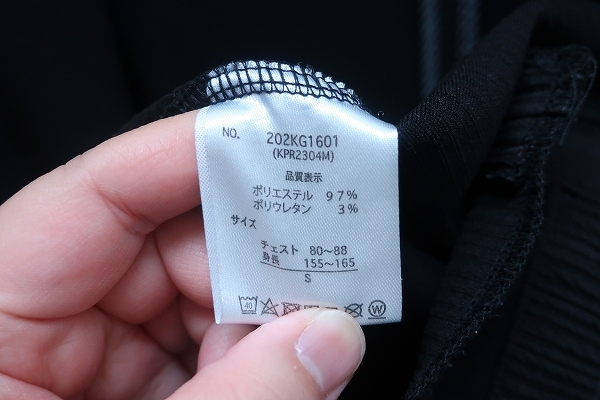 NO. 202KG1601
(KPR2304M)
品質表示
ポリエステル 97%
ポリウレタン 3%
サイズ
チェスト 80~88
身長 155~165
S
40
W